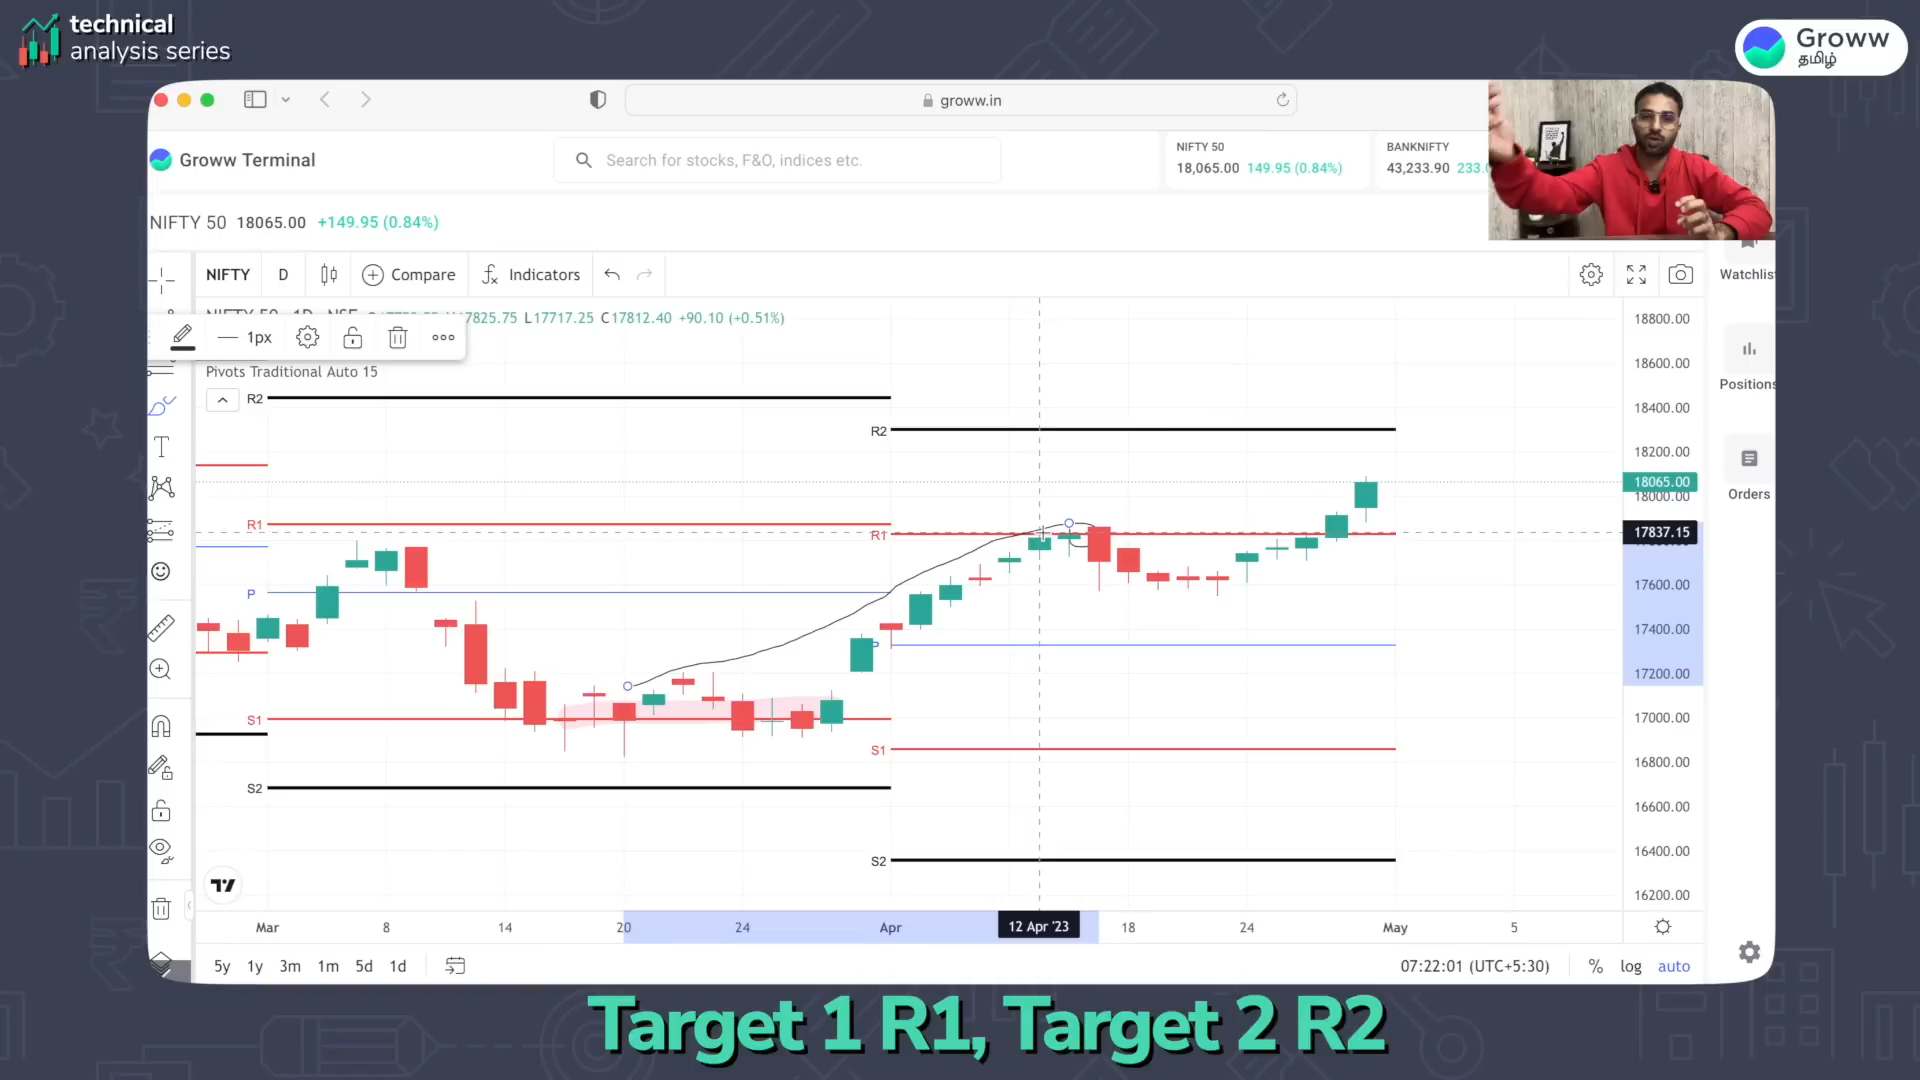 technical
analysis series
Groww
தமிழ்
groww.in
Groww Terminal
Search for stocks, F&O, indices etc.
NIFTY 50
18,065.00 149.95 (0.84%)
BANKNIFTY
43,233.90 233.0
NIFTY 50 18065.00 +149.95 (0.84%)
NIFTY D Compare Indicators
Watchlist
7825.75 L17717.25 C17812.40 +90.10 (+0.51%)
1px
Pivots Traditional Auto 15
R2
R1
P
S1
S2
R2
R1
P
S1
S2
18800.00
18600.00
18400.00
18200.00
18065.00
18000.00
17837.15
17600.00
17400.00
17200.00
17000.00
16800.00
16600.00
16400.00
16200.00
Positions
Orders
Mar 8 14 20 24 Apr 12 Apr '23 18 24 May 5
5y 1y 3m 1m 5d 1d
07:22:01 (UTC+5:30) % log auto
Target 1 R1, Target 2 R2